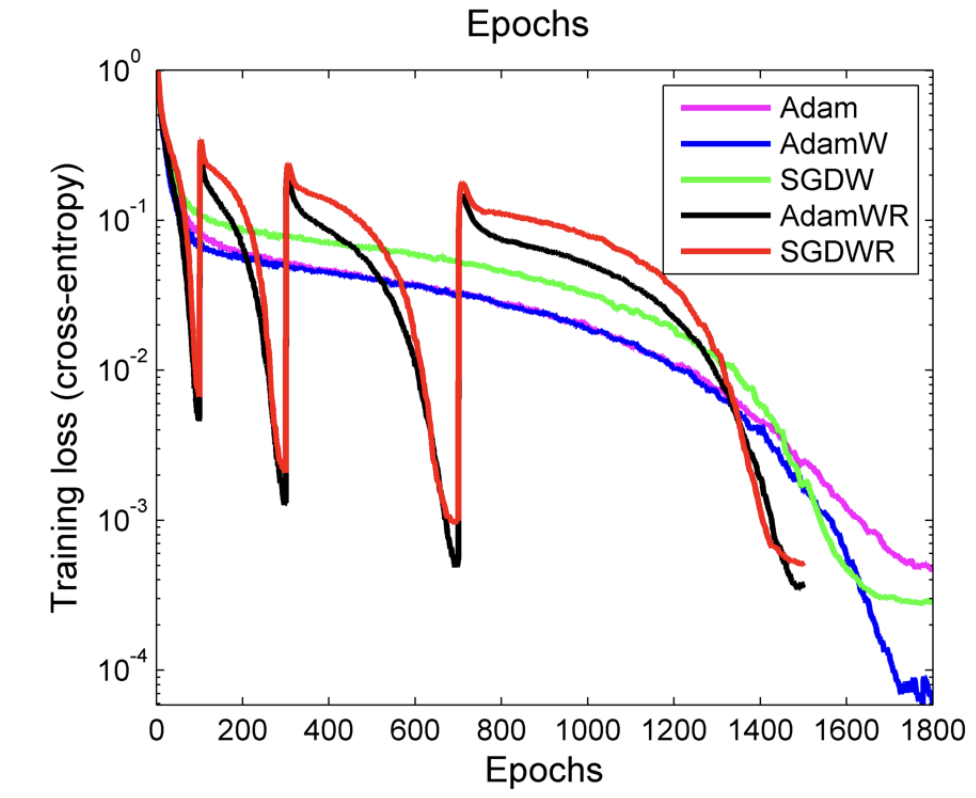 Epochs
10^0
10^-1
10^-2
10^-3
10^-4
Training loss (cross-entropy)
Adam
AdamW
SGDW
AdamWR
SGDWR
0 200 400 600 800 1000 1200 1400 1600 1800
Epochs